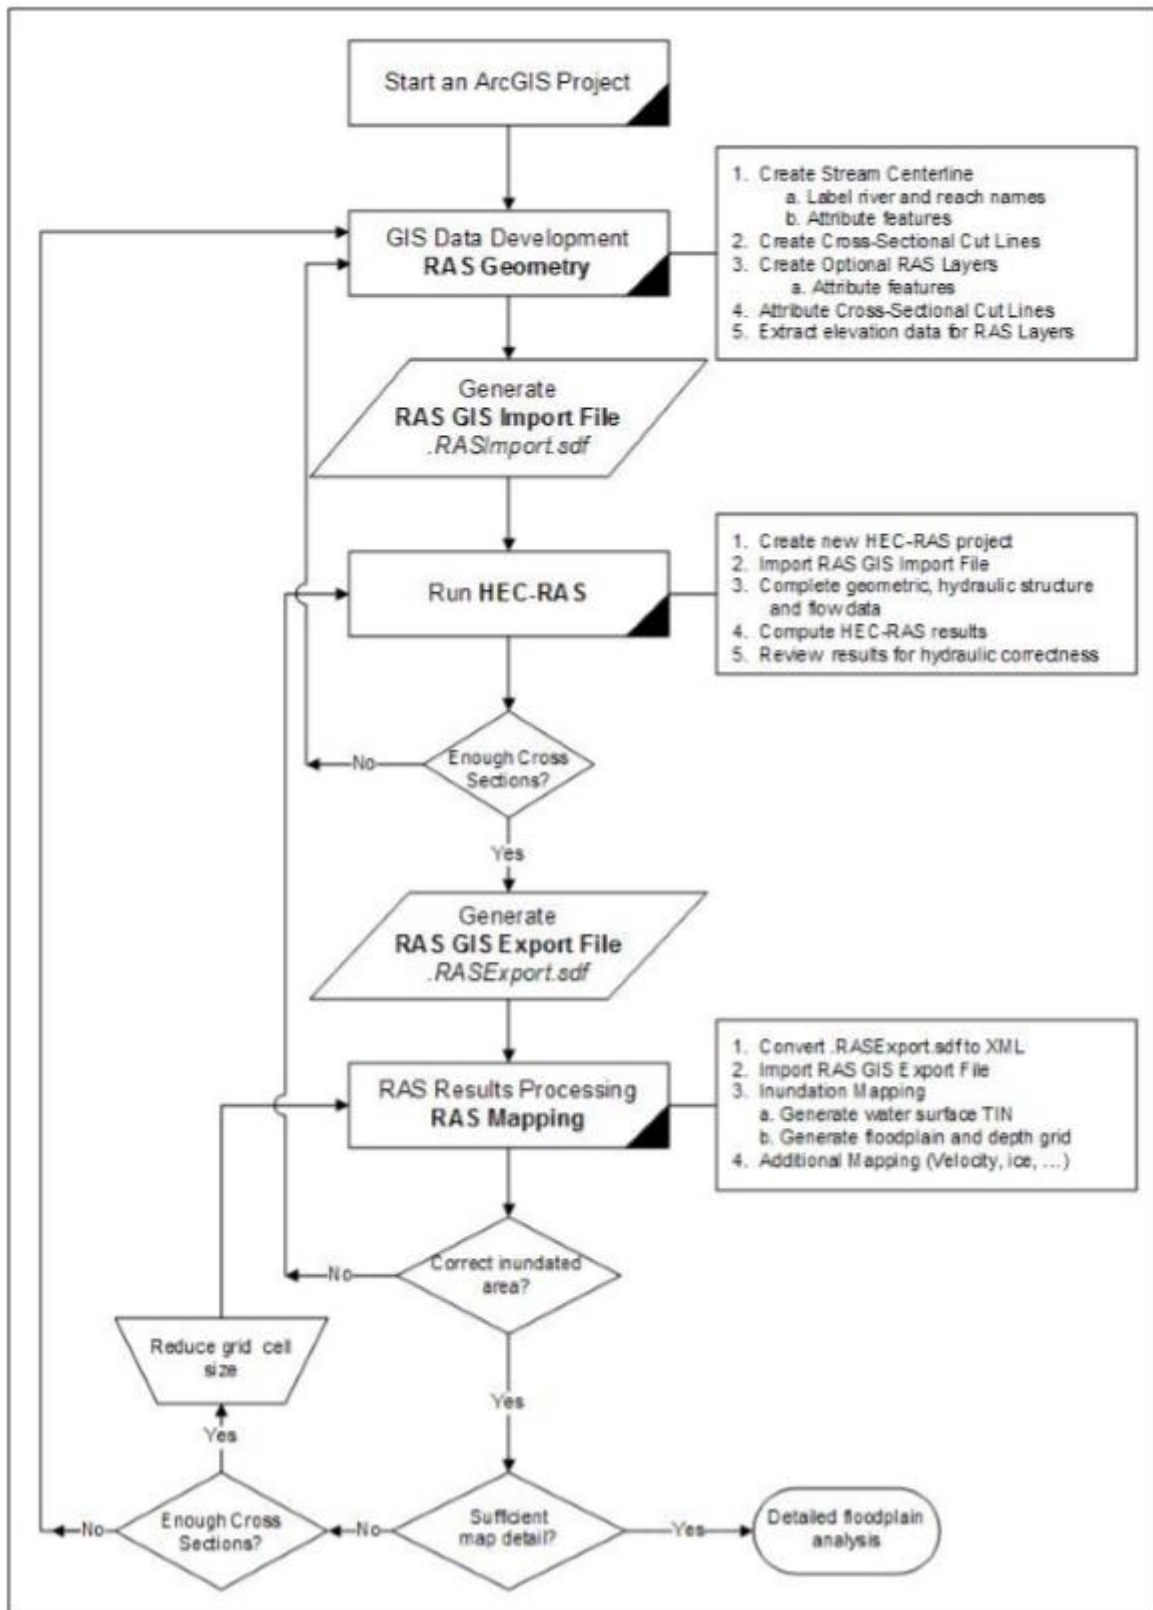 Start an ArcGIS Project
1. Create Stream Centerline
a. Label river and reach names
b. Attribute features
2. Create Cross-Sectional Cut Lines
3. Create Optional RAS Layers
a. Attribute features
4. Attribute Cross-Sectional Cut Lines
5. Extract elevation data for RAS Layers
GIS Data Development
RAS Geometry
Generate
RAS GIS Import File
.RASImport.sdf
1. Create new HEC-RAS project
2. Import RAS GIS Import File
3. Complete geometric, hydraulic structure
and flow data
4. Compute HEC-RAS results
5. Review results for hydraulic correctness
Run HEC-RAS
Enough Cross
Sections?
No
Yes
Generate
RAS GIS Export File
.RASExport.sdf
1. Convert .RASExport.sdf to XML
2. Import RAS GIS Export File
3. Inundation Mapping
a. Generate water surface TIN
b. Generate floodplain and depth grid
4. Additional Mapping (Velocity, ice, ...)
RAS Results Processing
RAS Mapping
Correct inundated
area?
No
Reduce grid cell
size
Yes
Yes
Enough Cross
Sections?
No
No
Sufficient
map detail?
Yes
Detailed floodplain
analysis